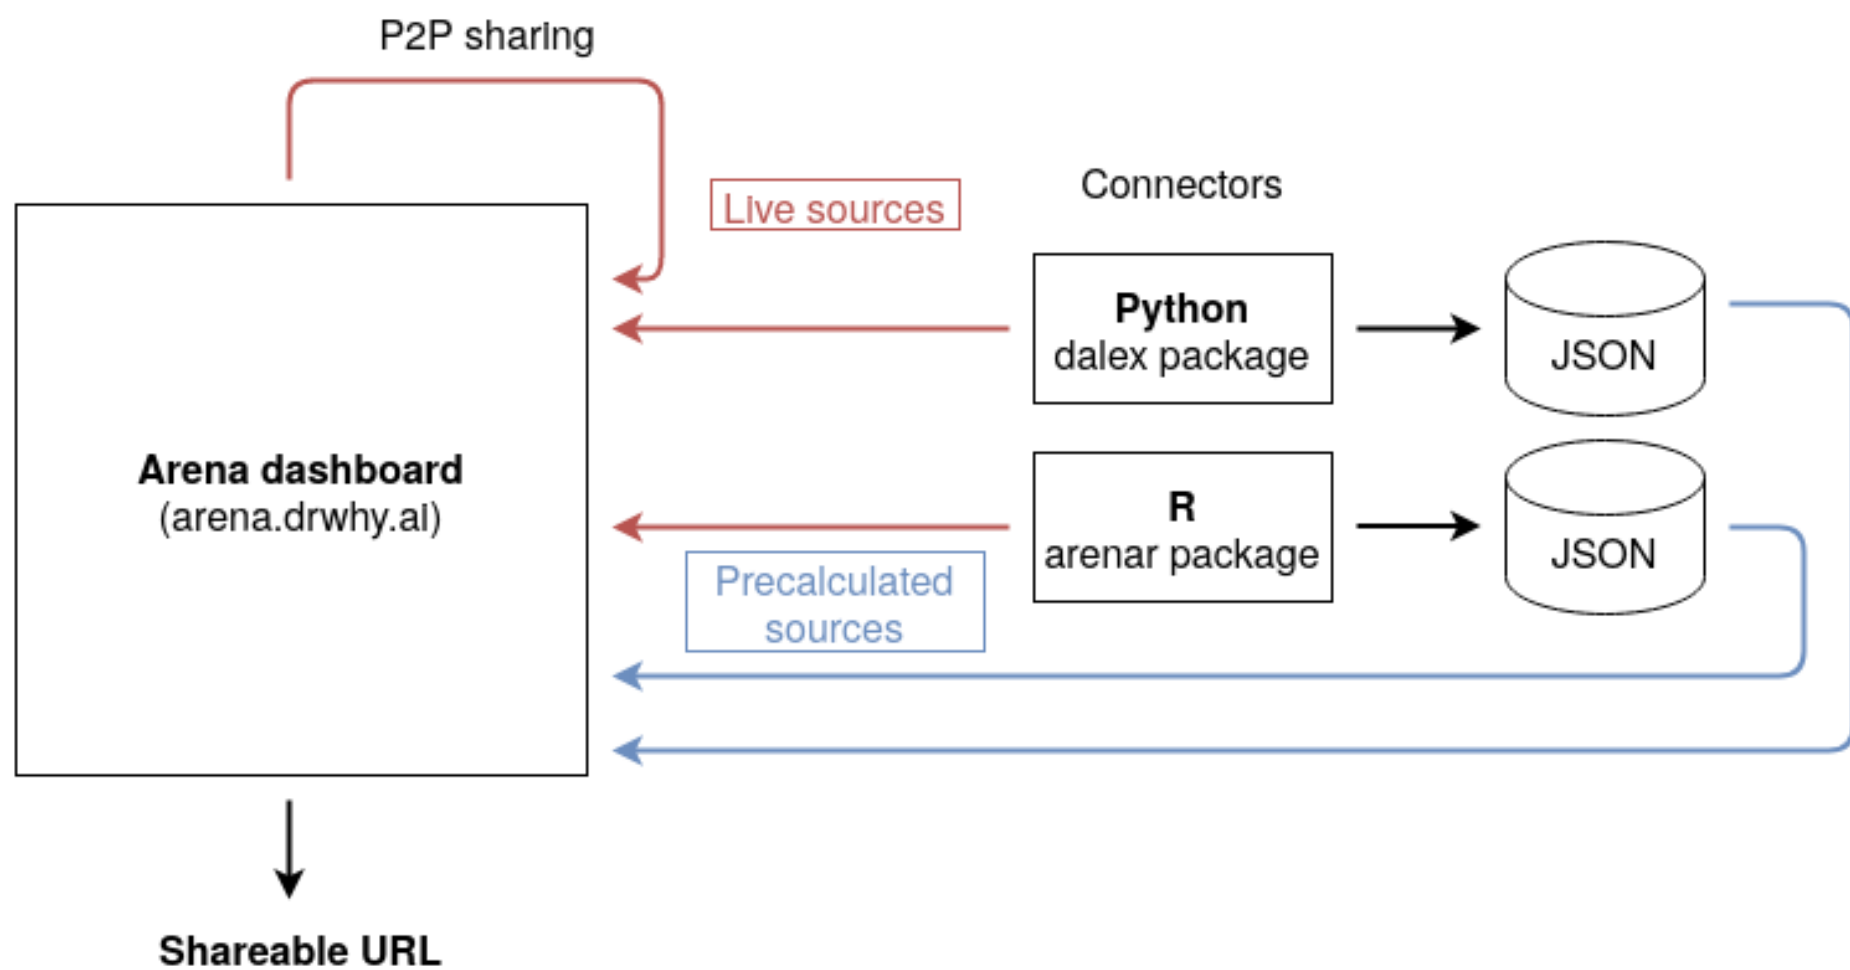 P2P sharing
Live sources
Connectors
Python
dalex package
JSON
Arena dashboard
(arena.drwhy.ai)
R
arenar package
JSON
Precalculated
sources
Shareable URL